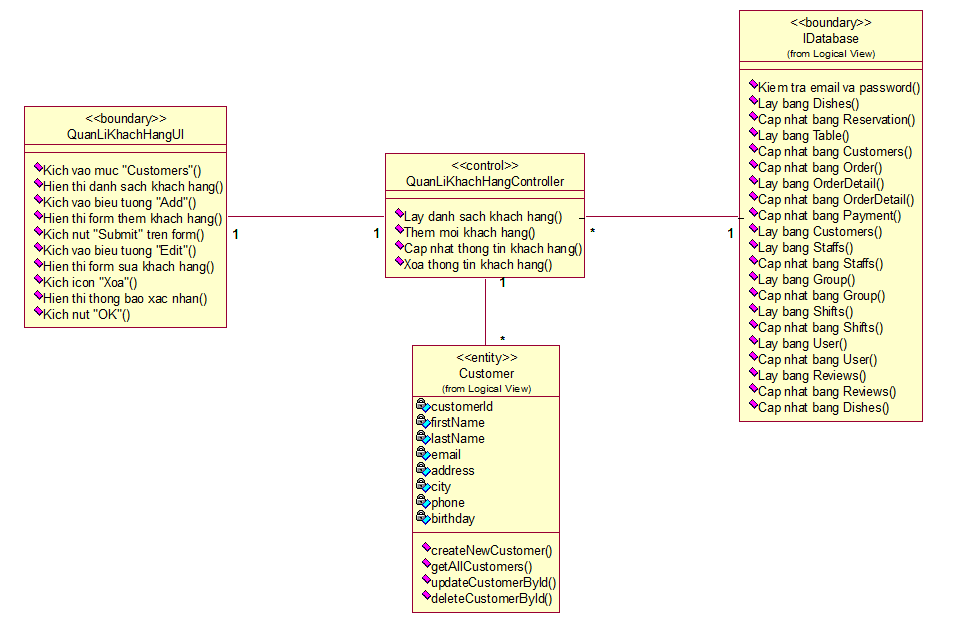 <<boundary>>
QuanLiKhachHangUI
Kich vao muc "Customers"()
Hien thi danh sach khach hang()
Kich vao bieu tuong "Add"()
Hien thi form them khach hang()
Kich nut "Submit" tren form()
Kich vao bieu tuong "Edit"()
Hien thi form sua khach hang()
Kich icon "Xoa"()
Hien thi thong bao xac nhan()
Kich nut "OK"()
1
1
<<control>>
QuanLiKhachHangController
Lay danh sach khach hang()
Them moi khach hang()
Cap nhat thong tin khach hang()
Xoa thong tin khach hang()
*
1
1
*
<<entity>>
Customer
(from Logical View)
customerId
firstName
lastName
email
address
city
phone
birthday
createNewCustomer()
getAllCustomers()
updateCustomerById()
deleteCustomerById()
<<boundary>>
IDatabase
(from Logical View)
Kiem tra email va password()
Lay bang Dishes()
Cap nhat bang Reservation()
Lay bang Table()
Cap nhat bang Customers()
Cap nhat bang Order()
Lay bang OrderDetail()
Cap nhat bang OrderDetail()
Cap nhat bang Payment()
Lay bang Customers()
Lay bang Staffs()
Cap nhat bang Staffs()
Lay bang Group()
Cap nhat bang Group()
Lay bang Shifts()
Cap nhat bang Shifts()
Lay bang User()
Cap nhat bang User()
Lay bang Reviews()
Cap nhat bang Reviews()
Cap nhat bang Dishes()